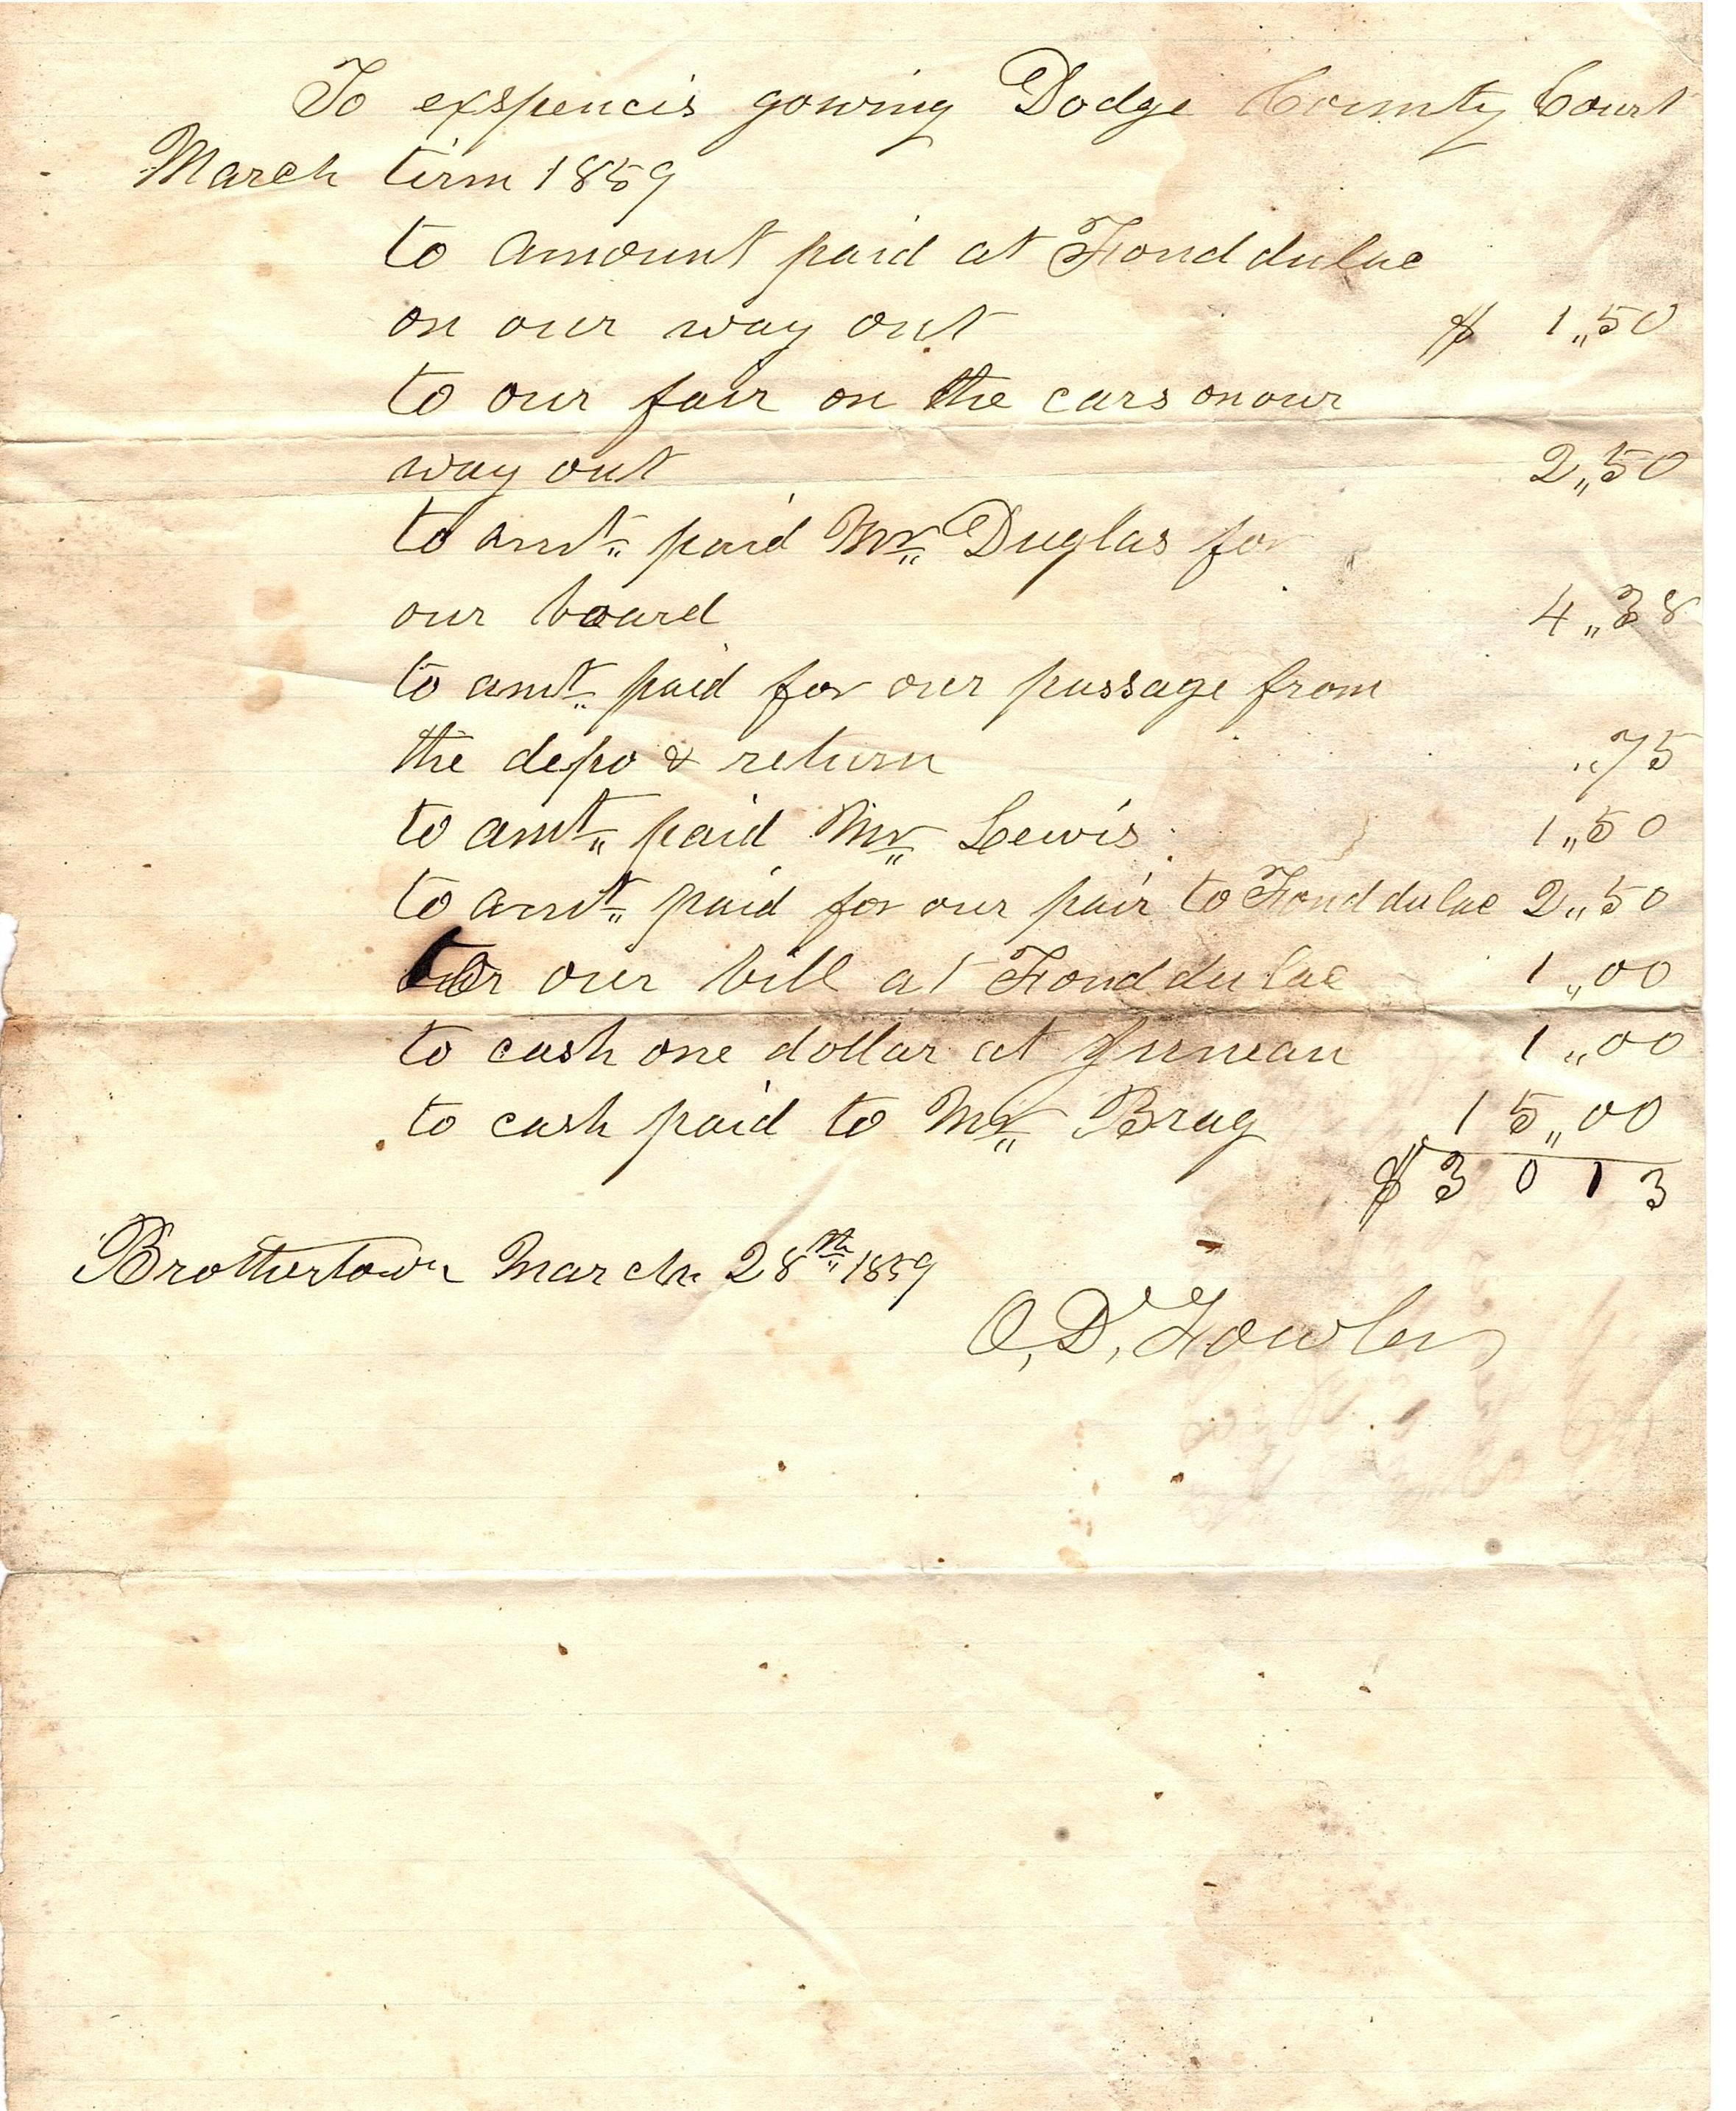 To exspencis gowing Dodge County Court
March tirm 1859
to amount paid at Fond du lac
on our way out $ 1,,50
to our fair on the cars on our
way out 2,,50
to amt,, paid Mr,, Duglas for
our board 4,,38
to amt,, paid for our passage from
the depo & return ,,75
to amt,, paid Mr,, Lewis 1,,50
to amt,, paid for our pair to Fond du lac 2,,50
our bill at Fond du lac 1,,00
to cash one dollar at Juneau 1,,00
to cash paid to Mr,, Brag 15,,00
$30 13
Brothertown March 28th,, 1859
O, D, Fowler